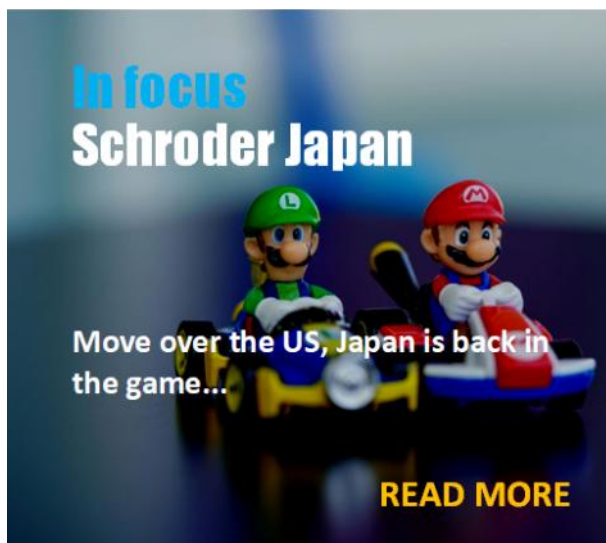 In focus
Schroder Japan
L
M
Move over the US, Japan is back in
the game...
READ MORE